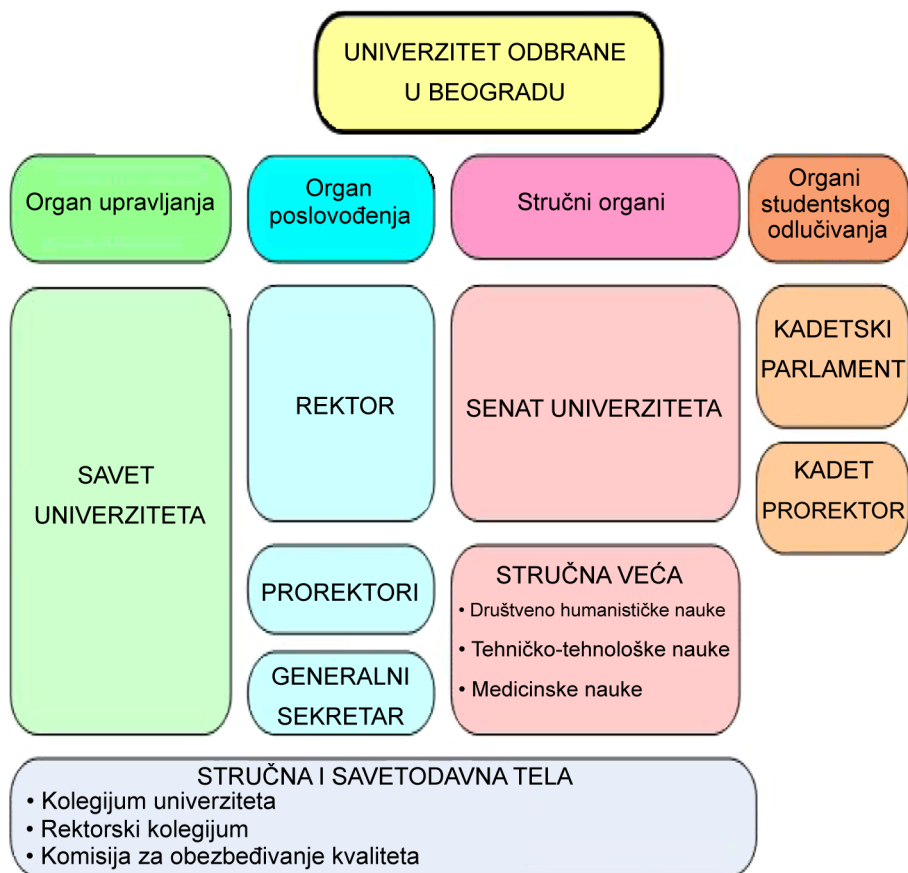 UNIVERZITET ODBRANE
U BEOGRADU
Organ upravljanja
Organ
poslovođenja
Stručni organi
Organi
studentskog
odlučivanja
SAVET
UNIVERZITETA
REKTOR
PROREKTORI
GENERALNI
SEKRETAR
SENAT UNIVERZITETA
STRUČNA VEĆA
• Društveno humanističke nauke
• Tehničko-tehnološke nauke
• Medicinske nauke
KADETSKI
PARLAMENT
KADET
PROREKTOR
STRUČNA I SAVETODAVNA TELA
• Kolegijum univerziteta
• Rektorski kolegijum
• Komisija za obezbeđivanje kvaliteta